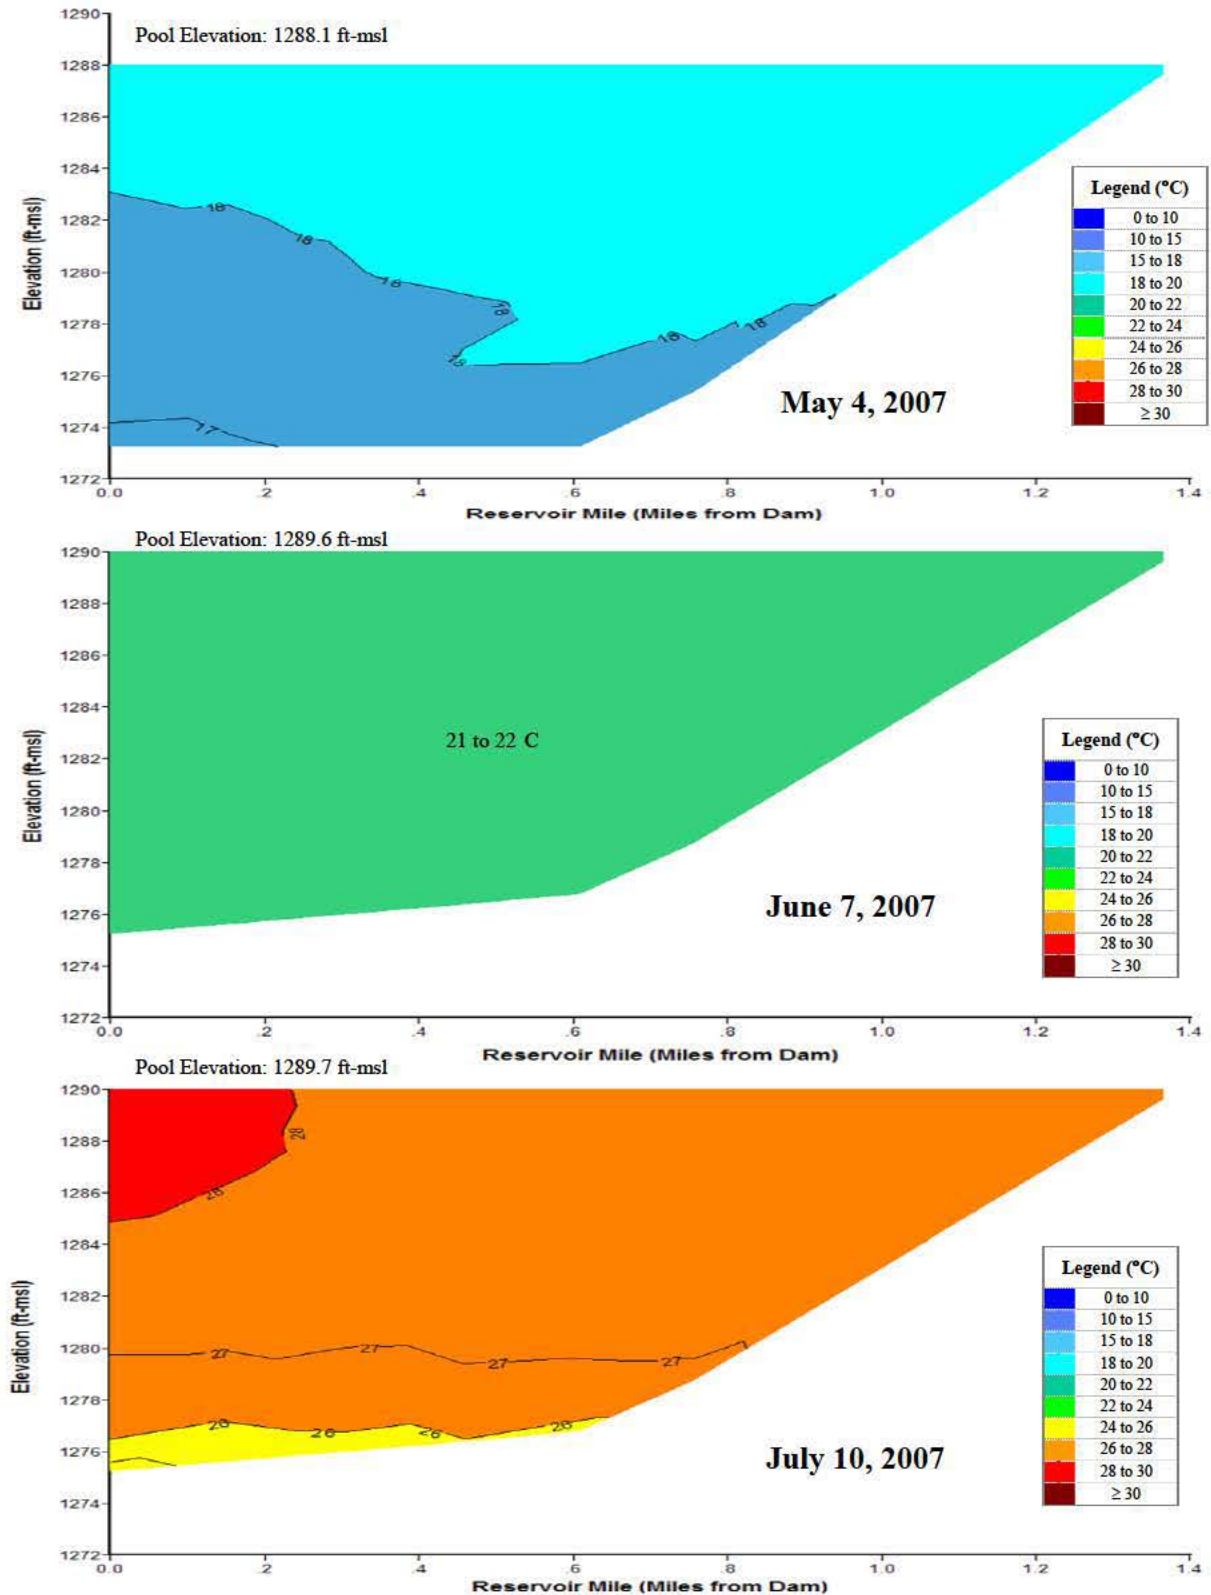 Pool Elevation: 1288.1 ft-msl
1290
1288
1286
1284
1282
1280
1278
1276
1274
1272
Elevation (ft-msl)
18
18
18
18
18
18
18
17
0.0 .2 .4 .6 .8 1.0 1.2 1.4
Reservoir Mile (Miles from Dam)
May 4, 2007
Legend (°C)
0 to 10
10 to 15
15 to 18
18 to 20
20 to 22
22 to 24
24 to 26
26 to 28
28 to 30
≥ 30
Pool Elevation: 1289.6 ft-msl
1290
1288
1286
1284
1282
1280
1278
1276
1274
1272
Elevation (ft-msl)
21 to 22 C
0.0 .2 .4 .6 .8 1.0 1.2 1.4
Reservoir Mile (Miles from Dam)
June 7, 2007
Legend (°C)
0 to 10
10 to 15
15 to 18
18 to 20
20 to 22
22 to 24
24 to 26
26 to 28
28 to 30
≥ 30
Pool Elevation: 1289.7 ft-msl
1290
1288
1286
1284
1282
1280
1278
1276
1274
1272
Elevation (ft-msl)
28
28
27 27 27 27
26 26 26 26
0.0 .2 .4 .6 .8 1.0 1.2 1.4
Reservoir Mile (Miles from Dam)
July 10, 2007
Legend (°C)
0 to 10
10 to 15
15 to 18
18 to 20
20 to 22
22 to 24
24 to 26
26 to 28
28 to 30
≥ 30